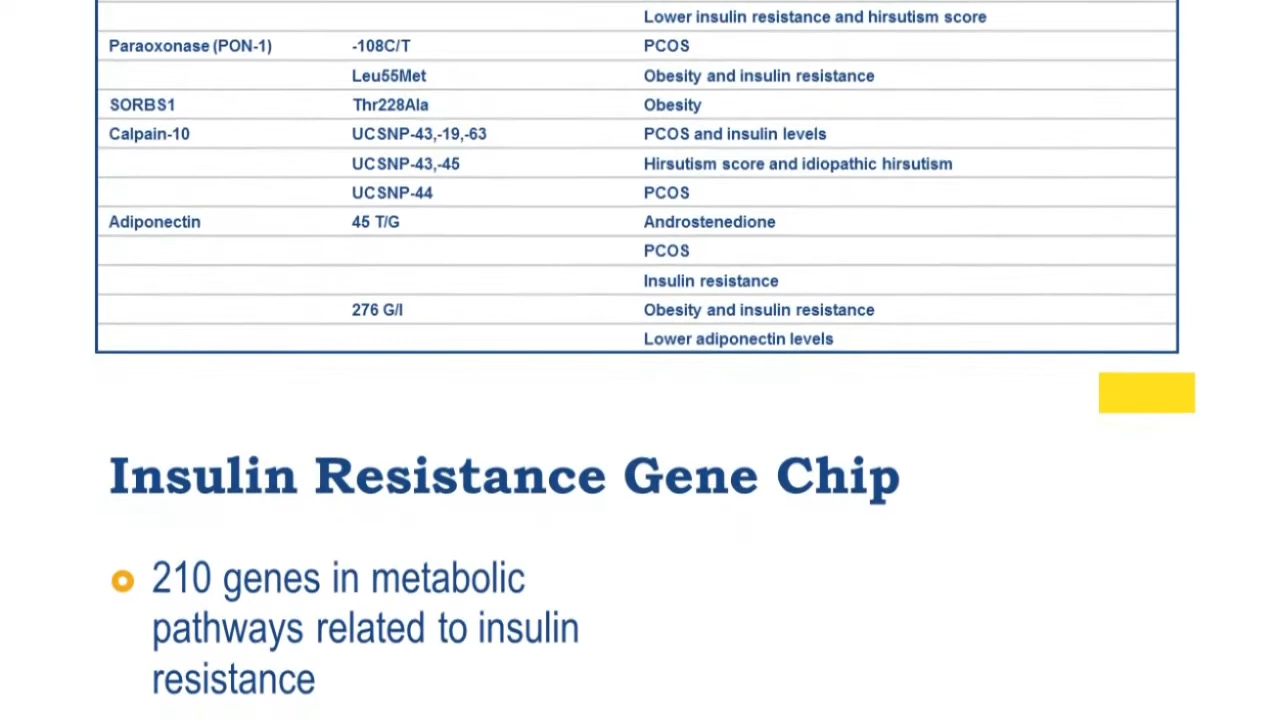 Lower insulin resistance and hirsutism score
Paraoxonase (PON-1) -108C/T PCOS
Leu55Met Obesity and insulin resistance
SORBS1 Thr228Ala Obesity
Calpain-10 UCSNP-43,-19,-63 PCOS and insulin levels
UCSNP-43,-45 Hirsutism score and idiopathic hirsutism
UCSNP-44 PCOS
Adiponectin 45 T/G Androstenedione
PCOS
Insulin resistance
276 G/I Obesity and insulin resistance
Lower adiponectin levels
Insulin Resistance Gene Chip
210 genes in metabolic
pathways related to insulin
resistance